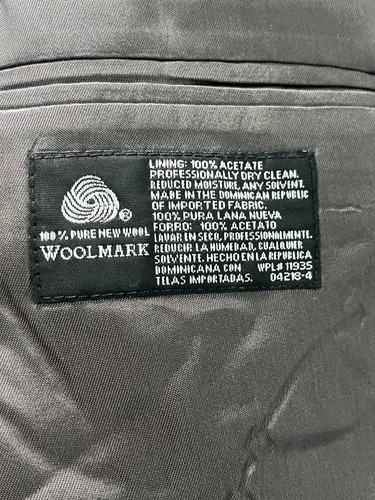 ®
100% PURE NEW WOOL
WOOLMARK
LINING: 100% ACETATE
PROFESSIONALLY DRY CLEAN.
REDUCED MOISTURE, ANY SOLVENT.
MADE IN THE DOMINICAN REPUBLIC
OF IMPORTED FABRIC.
100% PURA LANA NUEVA
FORRO: 100% ACETATO
LAVAR EN SECO, PROFESSIONALMENTE.
REDUCIR LA HUMEDAD, CUALQUIER
SOLVENTE. HECHO EN LA REPUBLICA
DOMINICANA CON WPL# 11935
TELAS IMPORTADAS. 04218-4